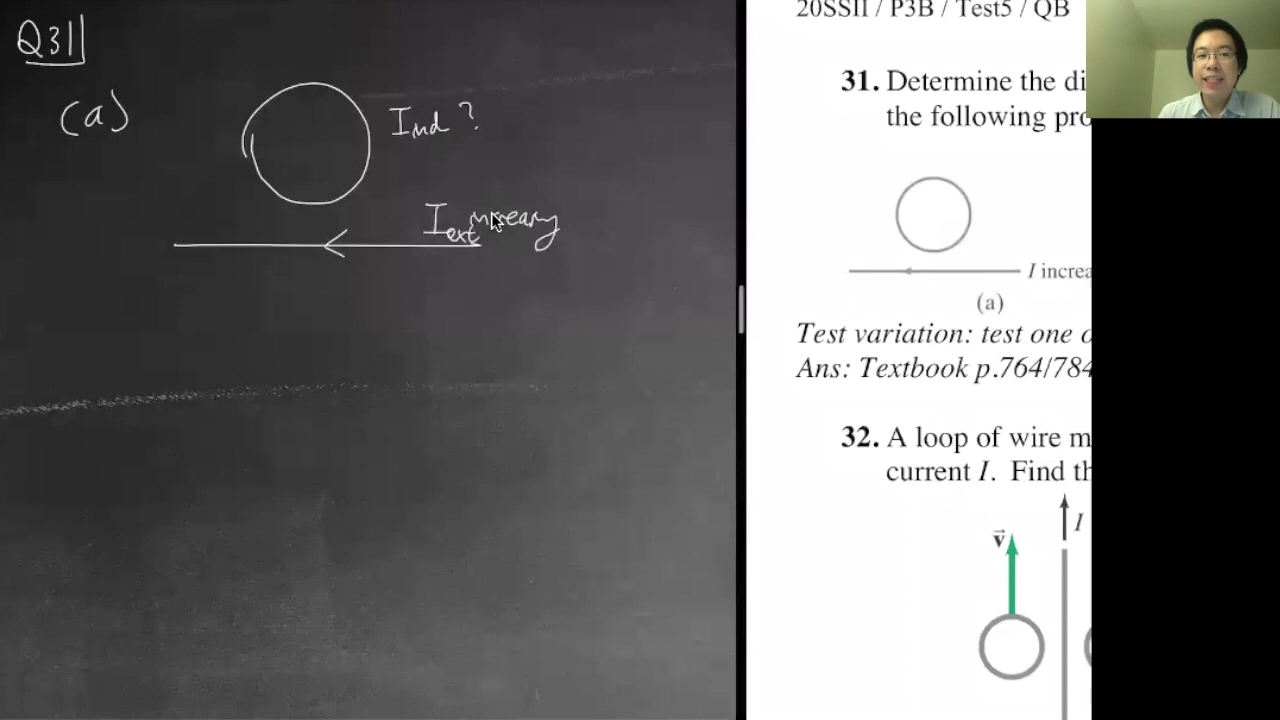 Q31
(a)
Ind ?
I ext increasing
20SSII / P3B / Test5 / QB
31. Determine the di
the following pro
I increa
(a)
Test variation: test one o
Ans: Textbook p.764/784
32. A loop of wire m
current I. Find th
I
v